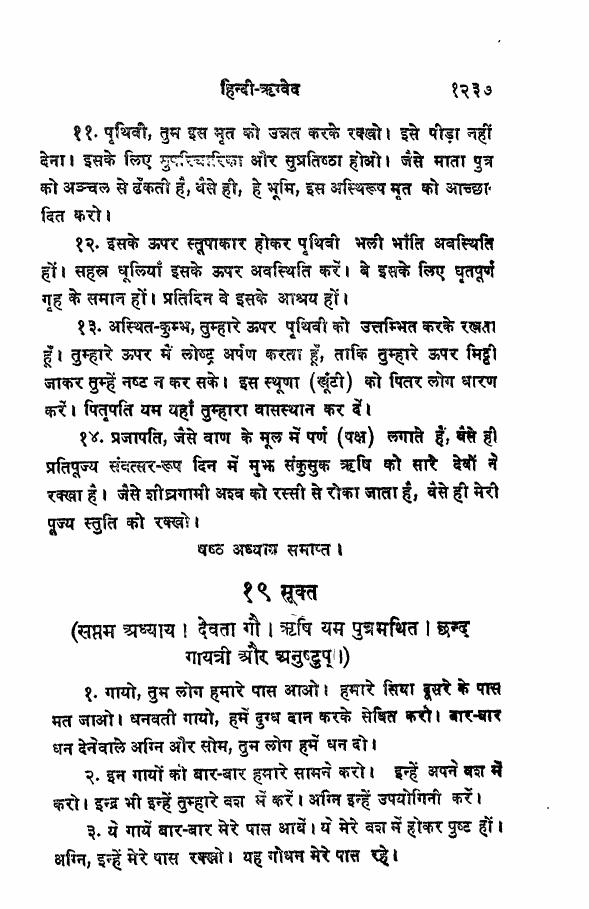 हिन्दी-ऋग्वेद १२३७
११. पृथिवी, तुम इस मृत को उन्नत करके रक्खो। इसे पीड़ा नहीं
देना। इसके लिए सुपरिचारिका और सुप्रतिष्ठा होओ। जैसे माता पुत्र
को अञ्चल से ढँकती है, वैसे ही, हे भूमि, इस अस्थिरूप मृत को आच्छा-
दित करो।
१२. इसके ऊपर स्तूपाकार होकर पृथिवी भली भाँति अवस्थिति
हों। सहस्र धूलियाँ इसके ऊपर अवस्थिति करें। वे इसके लिए घृतपूर्ण
गृह के समान हों। प्रतिदिन वे इसके आश्रय हों।
१३. अस्थित-कुम्भ, तुम्हारे ऊपर पृथिवी को उत्तम्भित करके रखता
हूँ। तुम्हारे ऊपर में लोष्ट्र अर्पण करता हूँ, ताकि तुम्हारे ऊपर मिट्टी
जाकर तुम्हें नष्ट न कर सके। इस स्थूणा (खूँटी) को पितर लोग धारण
करें। पितृपति यम यहाँ तुम्हारा वासस्थान कर दें।
१४. प्रजापति, जैसे वाण के मूल में पर्ण (पक्ष) लगाते हैं, वैसे ही
प्रतिपूज्य संवत्सर-रूप दिन में मुझ संकुसुक ऋषि को सारे देवों ने
रक्खा है। जैसे शीघ्रगामी अश्व को रस्सी से रोका जाता है, वैसे ही मेरी
पूज्य स्तुति को रक्खो।
षष्ठ अध्याय समाप्त।
१९ सूक्त
(सप्तम अध्याय। देवता गौ। ऋषि यम पुत्र मथित। छन्द
गायत्री और अनुष्टुप्।)
१. गायो, तुम लोग हमारे पास आओ। हमारे सिवा दूसरे के पास
मत जाओ। धनवती गायो, हमें दुग्ध दान करके सेवित करो। बार-बार
धन देनेवाले अग्नि और सोम, तुम लोग हमें धन दो।
२. इन गायों को बार-बार हमारे सामने करो। इन्हें अपने वश में
करो। इन्द्र भी इन्हें तुम्हारे वश में करें। अग्नि इन्हें उपयोगिनी करें।
३. ये गायें बार-बार मेरे पास आवें। ये मेरे वश में होकर पुष्ट हों।
अग्नि, इन्हें मेरे पास रक्खो। यह गोधन मेरे पास रहे।